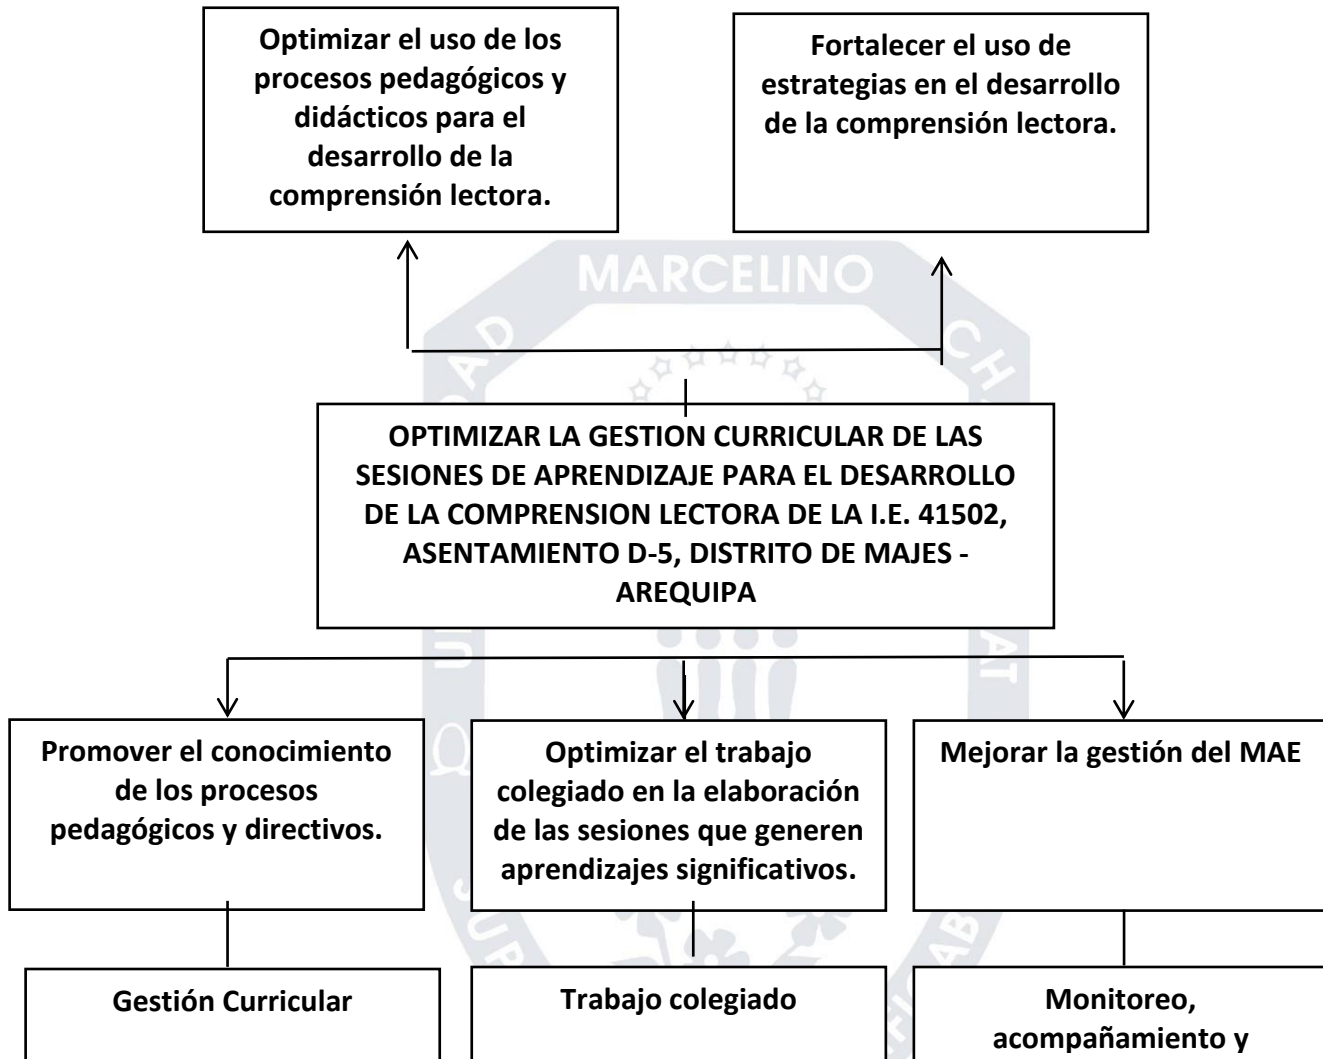 Optimizar el uso de los
procesos pedagógicos y
didácticos para el
desarrollo de la
comprensión lectora.
Fortalecer el uso de
estrategias en el desarrollo
de la comprensión lectora.
MARCELINO
OPTIMIZAR LA GESTION CURRICULAR DE LAS
SESIONES DE APRENDIZAJE PARA EL DESARROLLO
DE LA COMPRENSION LECTORA DE LA I.E. 41502,
ASENTAMIENTO D-5, DISTRITO DE MAJES -
AREQUIPA
Promover el conocimiento
de los procesos
pedagógicos y directivos.
Optimizar el trabajo
colegiado en la elaboración
de las sesiones que generen
aprendizajes significativos.
Mejorar la gestión del MAE
Gestión Curricular
Trabajo colegiado
Monitoreo,
acompañamiento y